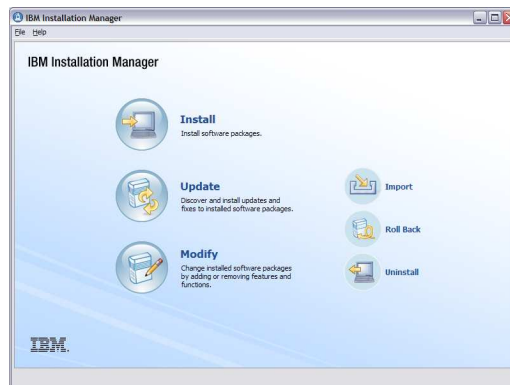 IBM Installation Manager
File Help
IBM Installation Manager
Install
Install software packages.
Update
Discover and install updates and
fixes to installed software packages.
Modify
Change installed software packages
by adding or removing features and
functions.
Import
Roll Back
Uninstall
IBM.